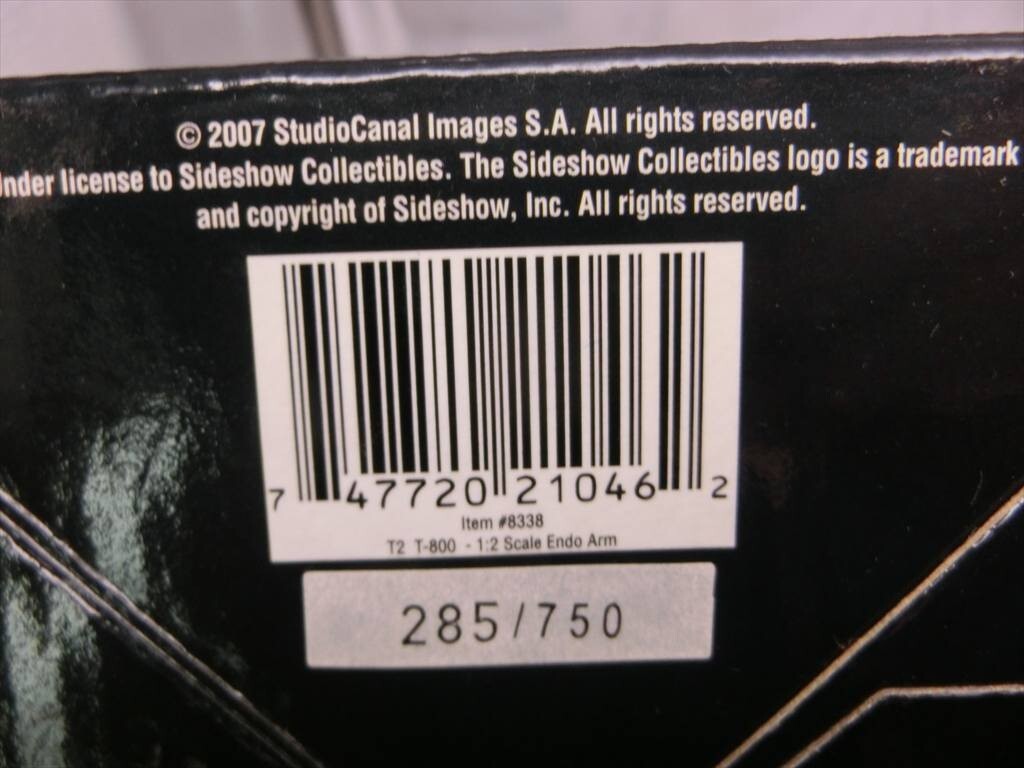 © 2007 StudioCanal Images S.A. All rights reserved.
Under license to Sideshow Collectibles. The Sideshow Collectibles logo is a trademark
and copyright of Sideshow, Inc. All rights reserved.
7 47720 21046 2
Item #8338
T2 T-800 - 1:2 Scale Endo Arm
285/750